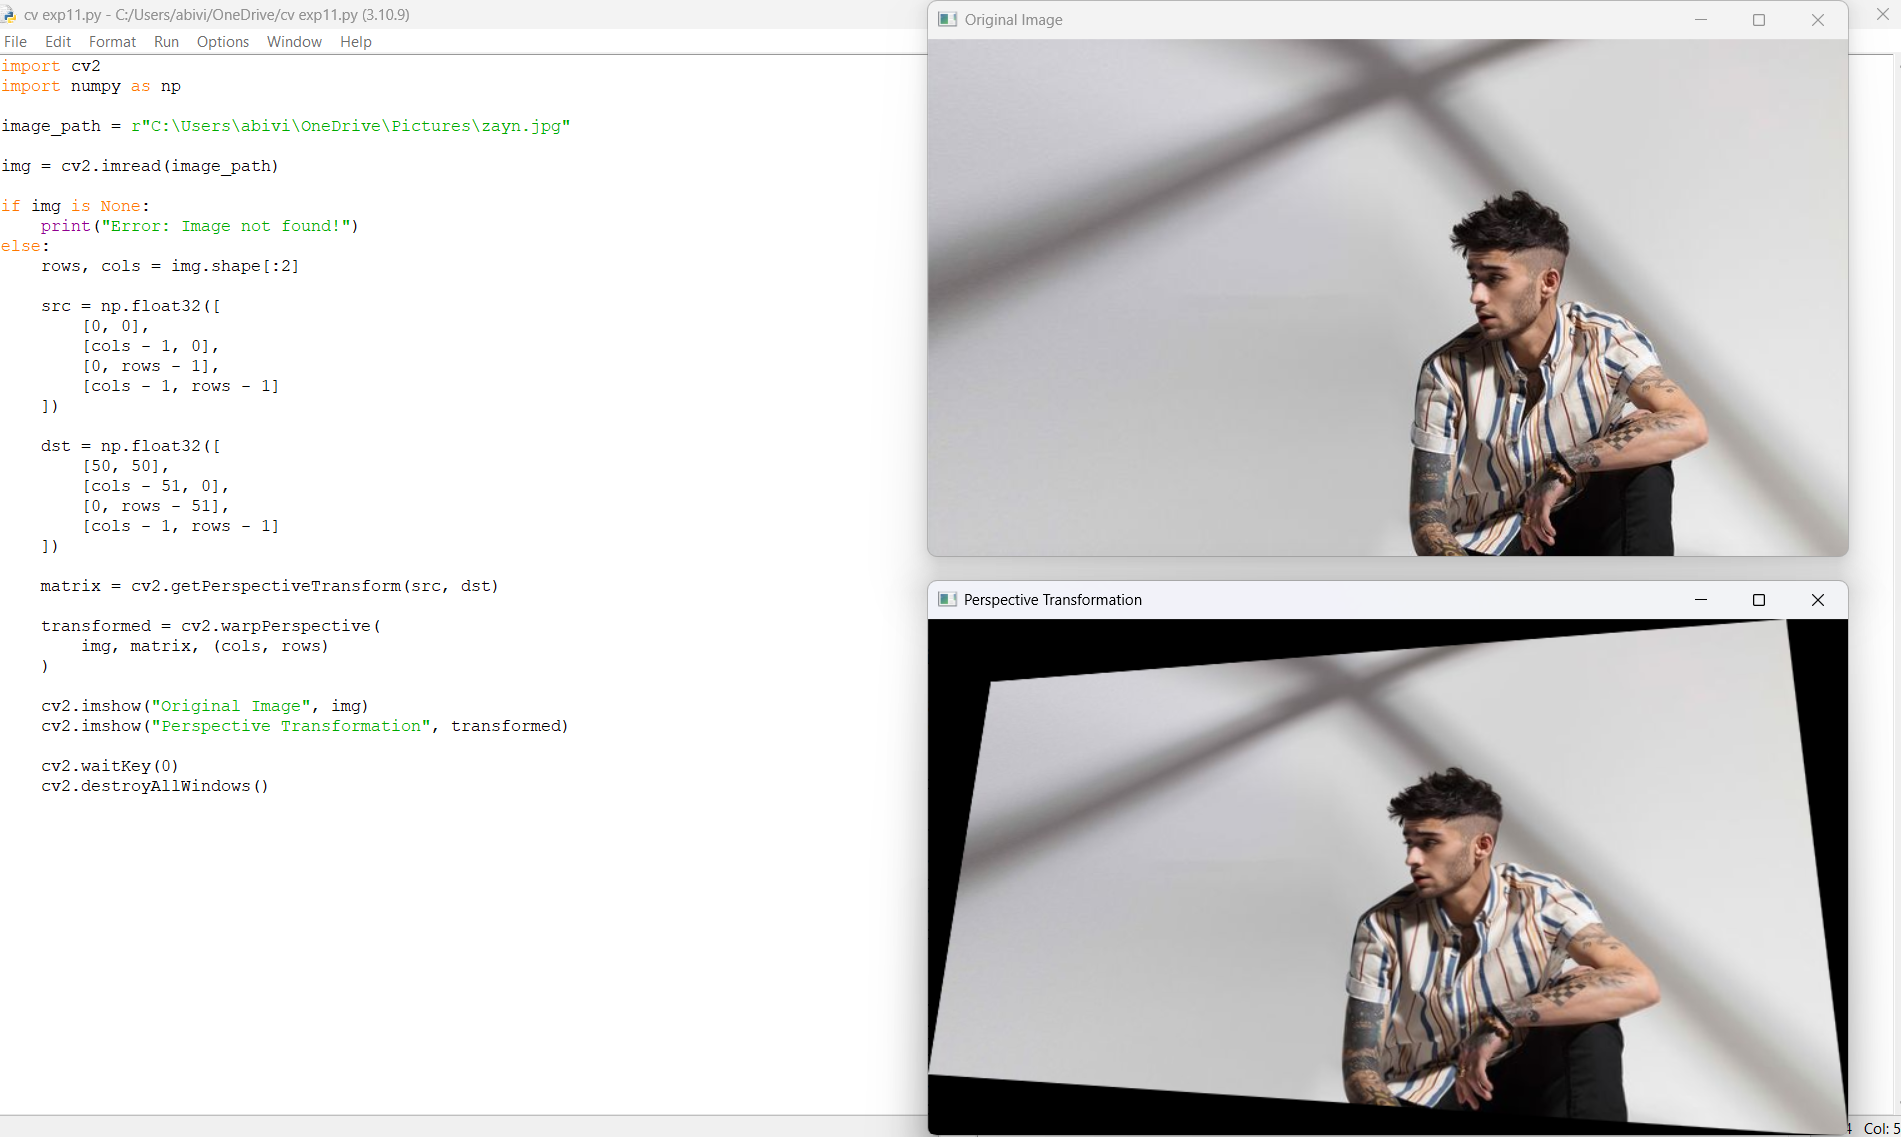 cv exp11.py - C:/Users/abivi/OneDrive/cv exp11.py (3.10.9)
File Edit Format Run Options Window Help
import cv2
import numpy as np
image_path = r"C:\Users\abivi\OneDrive\Pictures\zayn.jpg"
img = cv2.imread(image_path)
if img is None:
    print("Error: Image not found!")
else:
    rows, cols = img.shape[:2]
    src = np.float32([
        [0, 0],
        [cols - 1, 0],
        [0, rows - 1],
        [cols - 1, rows - 1]
    ])
    dst = np.float32([
        [50, 50],
        [cols - 51, 0],
        [0, rows - 51],
        [cols - 1, rows - 1]
    ])
    matrix = cv2.getPerspectiveTransform(src, dst)
    transformed = cv2.warpPerspective(
        img, matrix, (cols, rows)
    )
    cv2.imshow("Original Image", img)
    cv2.imshow("Perspective Transformation", transformed)
    cv2.waitKey(0)
    cv2.destroyAllWindows()
Original Image
Perspective Transformation
4 Col: 5